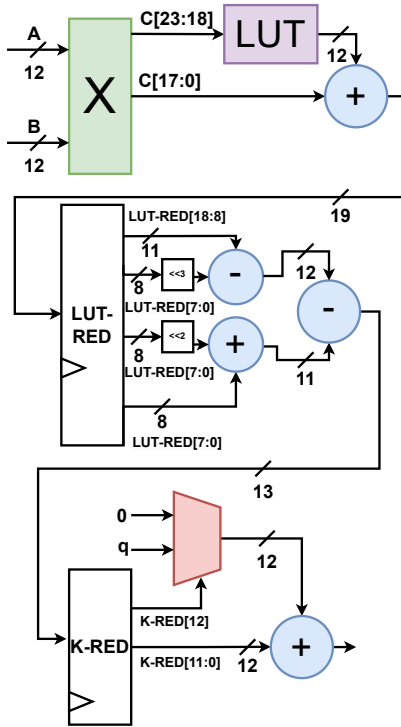 A
12
B
12
X
C[23:18]
LUT
12
C[17:0]
+
19
LUT-RED[18:8]
11
8
<<3
-
12
LUT-RED[7:0]
LUT-
RED
8
<<2
+
-
11
LUT-RED[7:0]
8
LUT-RED[7:0]
13
0
q
12
K-RED
K-RED[12]
K-RED[11:0]
12
+